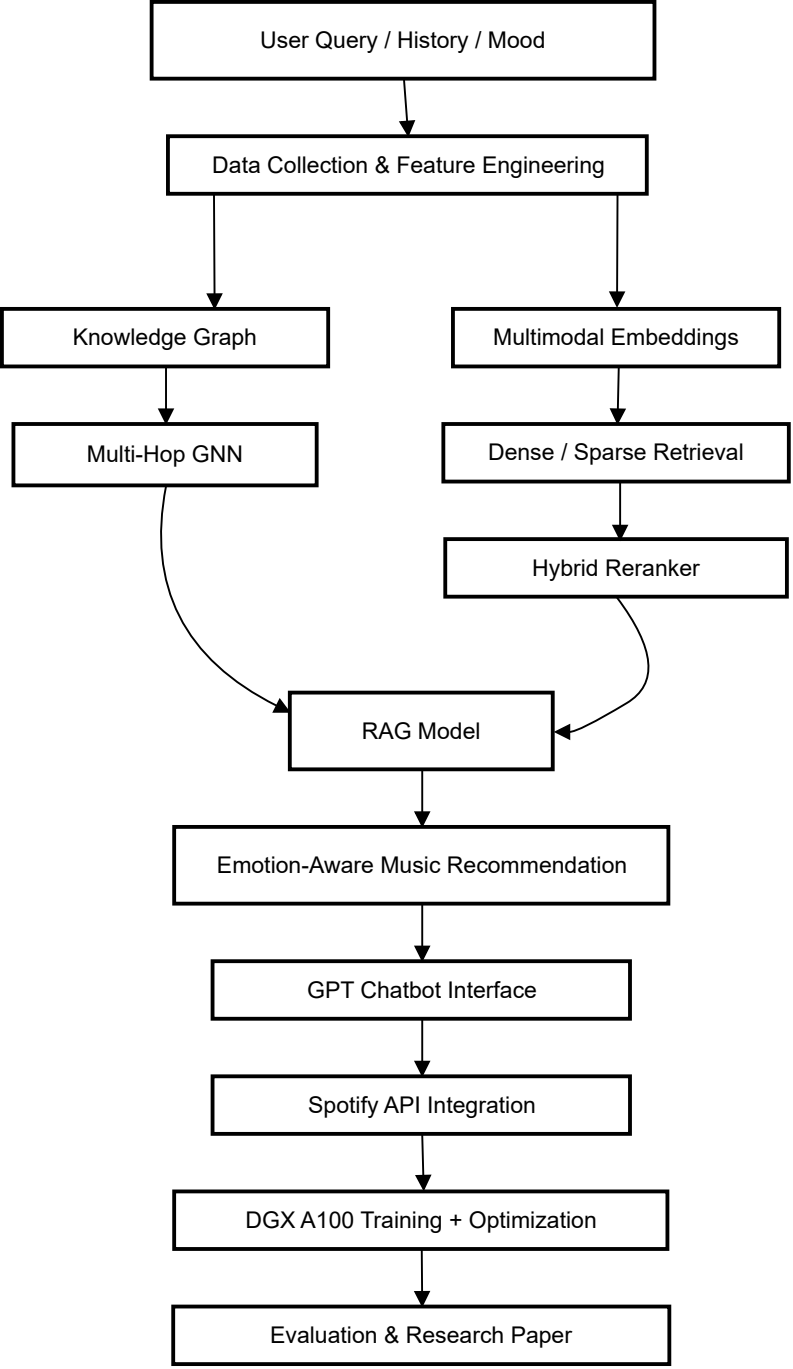 User Query / History / Mood
Data Collection & Feature Engineering
Knowledge Graph
Multimodal Embeddings
Multi-Hop GNN
Dense / Sparse Retrieval
Hybrid Reranker
RAG Model
Emotion-Aware Music Recommendation
GPT Chatbot Interface
Spotify API Integration
DGX A100 Training + Optimization
Evaluation & Research Paper